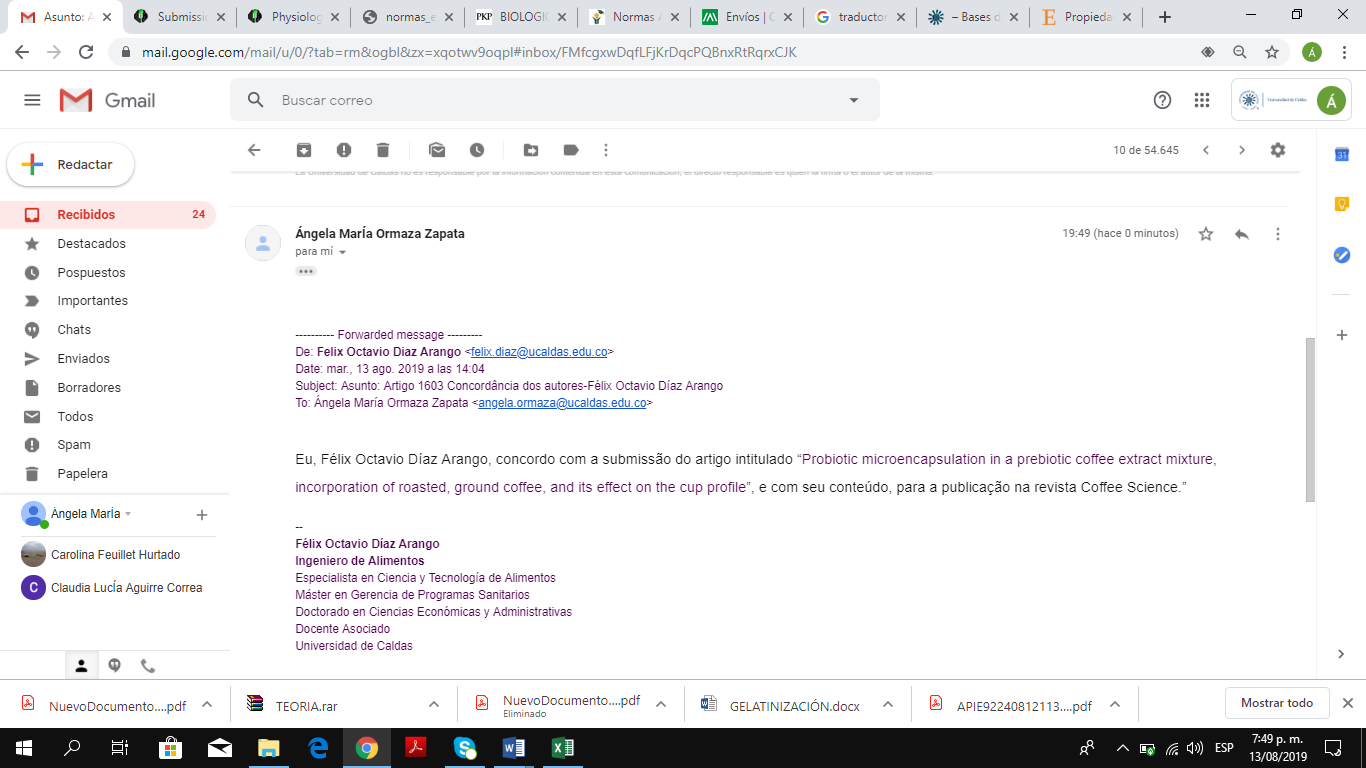 Asunto: A
Submissio
Physiolog
normas_e
PKP BIOLOGIC
Normas A
Envíos | C
traductor
– Bases d
Propieda
mail.google.com/mail/u/0/?tab=rm&ogbl&zx=xqotwv9oqpl#inbox/FMfcgxwDqfLFjKrDqcPQBnxRtRqrxCJK
Á
Gmail
Buscar correo
Universidad de Caldas
Á
Redactar
10 de 54.645
31
La Universidad de Caldas no es responsable por la información contenida en esta comunicación, el directo responsable es quien la firma o el autor de la misma.
Recibidos 24
Destacados
Pospuestos
Importantes
Chats
Enviados
Borradores
Todos
Spam
Papelera
Ángela María
Carolina Feuillet Hurtado
C
Claudia Lucía Aguirre Correa
Ángela María Ormaza Zapata
19:49 (hace 0 minutos)
para mí
---------- Forwarded message ---------
De: Felix Octavio Diaz Arango <felix.diaz@ucaldas.edu.co>
Date: mar., 13 ago. 2019 a las 14:04
Subject: Asunto: Artigo 1603 Concordância dos autores-Félix Octavio Díaz Arango
To: Ángela María Ormaza Zapata <angela.ormaza@ucaldas.edu.co>
Eu, Félix Octavio Díaz Arango, concordo com a submissão do artigo intitulado “Probiotic microencapsulation in a prebiotic coffee extract mixture,
incorporation of roasted, ground coffee, and its effect on the cup profile”, e com seu conteúdo, para a publicação na revista Coffee Science.”
--
Félix Octavio Díaz Arango
Ingeniero de Alimentos
Especialista en Ciencia y Tecnología de Alimentos
Máster en Gerencia de Programas Sanitarios
Doctorado en Ciencias Económicas y Administrativas
Docente Asociado
Universidad de Caldas
NuevoDocumento....pdf
TEORIA.rar
NuevoDocumento....pdf
Eliminado
GELATINIZACIÓN.docx
APIE92240812113....pdf
Mostrar todo
ESP
7:49 p. m.
13/08/2019